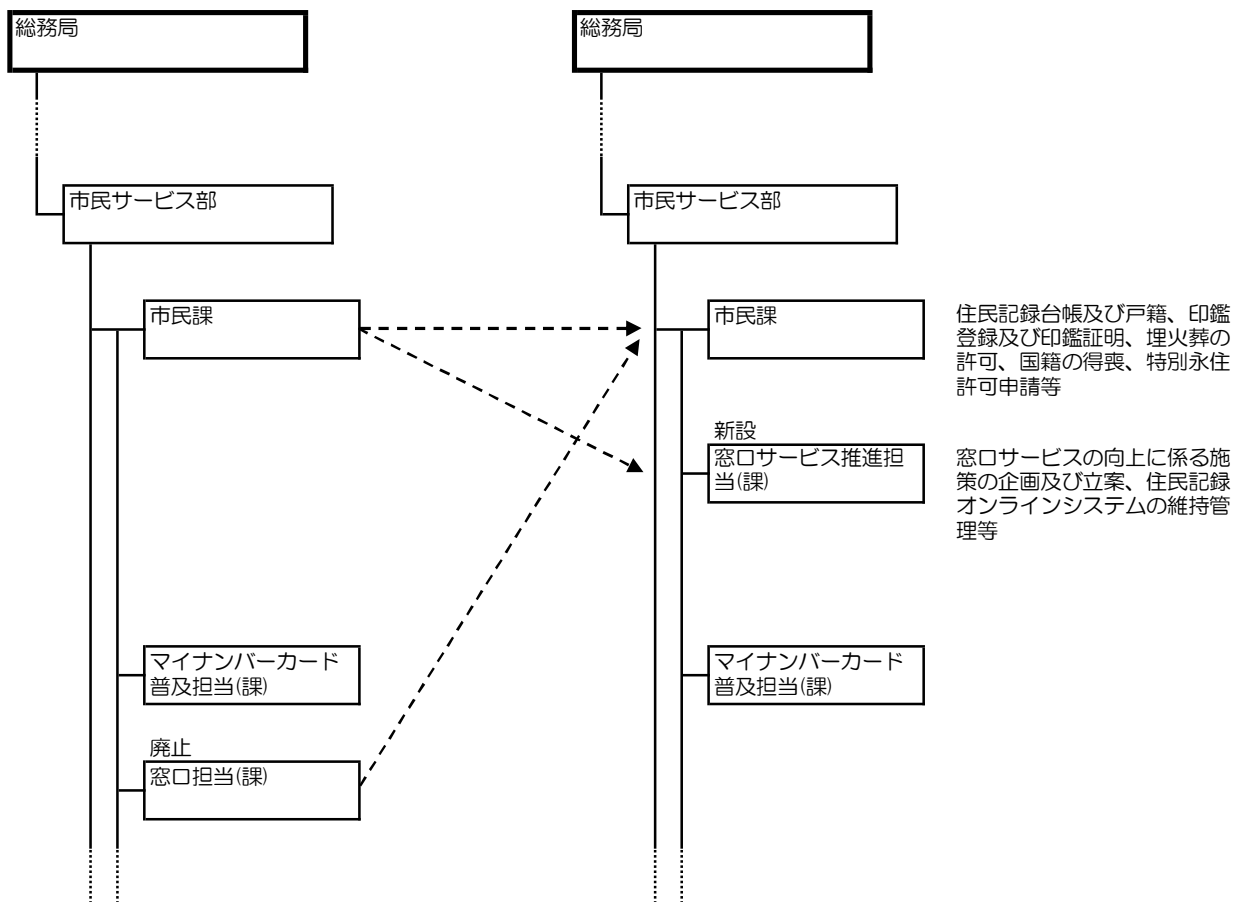 総務局
市民サービス部
市民課
マイナンバーカード
普及担当(課)
廃止
窓口担当(課)
総務局
市民サービス部
市民課
住民記録台帳及び戸籍、印鑑
登録及び印鑑証明、埋火葬の
許可、国籍の得喪、特別永住
許可申請等
新設
窓口サービス推進担
当(課)
窓口サービスの向上に係る施
策の企画及び立案、住民記録
オンラインシステムの維持管
理等
マイナンバーカード
普及担当(課)